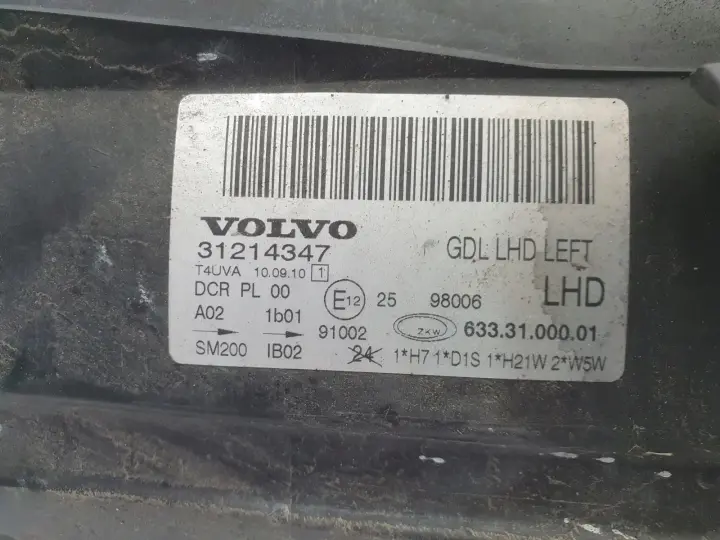 VOLVO
31214347 GDL LHD LEFT
T4UVA 10.09.10 1
DCR PL 00 E12 25 98006 LHD
A02 1b01 91002 ZKW 633.31.000.01
SM200 IB02 24 1*H7 1*D1S 1*H21W 2*W5W